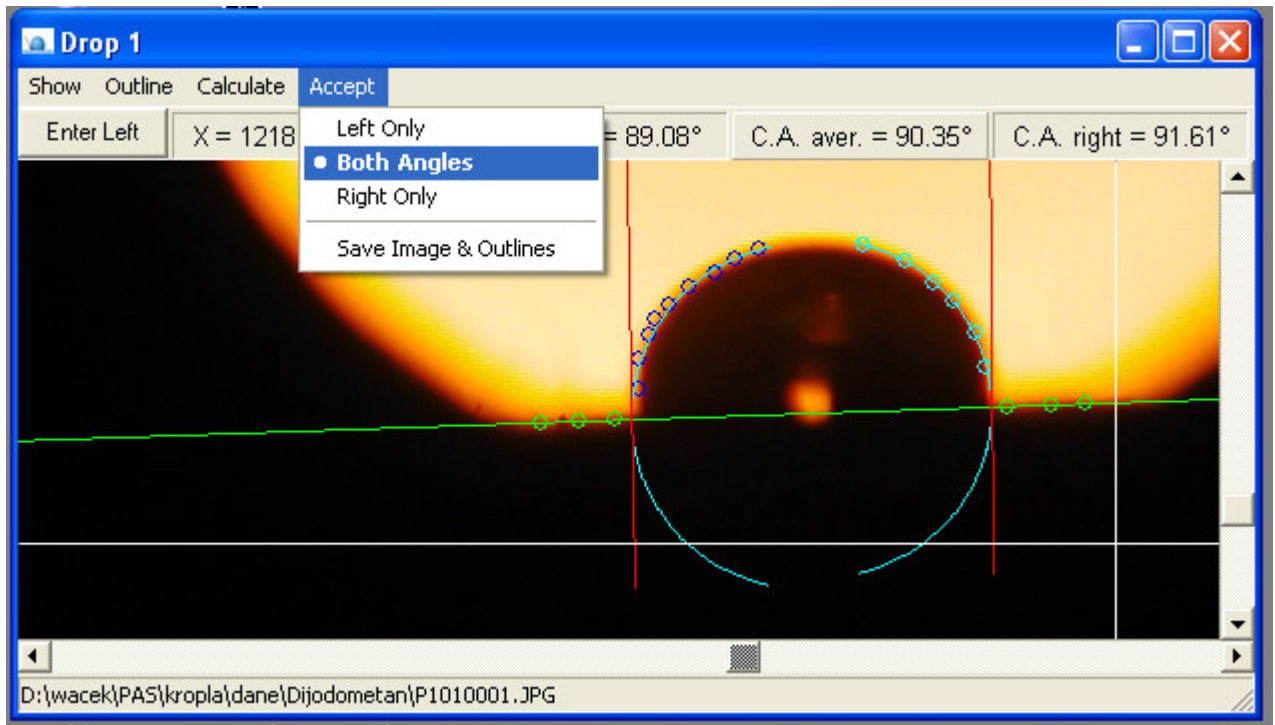 Drop 1
Show Outline Calculate Accept
Enter Left X = 1218 = 89.08° C.A. aver. = 90.35° C.A. right = 91.61°
Left Only
Both Angles
Right Only
Save Image & Outlines
D:\wacek\PAS\kropla\dane\Dijodometan\P1010001.JPG